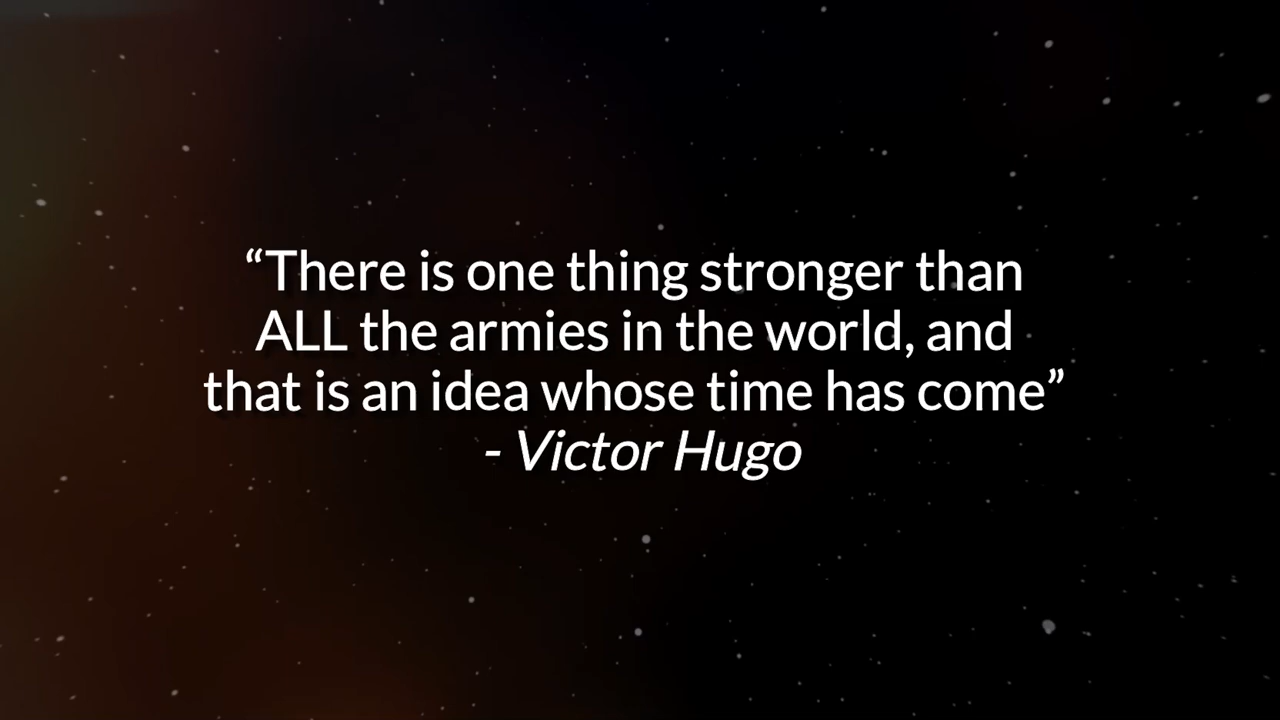 “There is one thing stronger than
ALL the armies in the world, and
that is an idea whose time has come”
- Victor Hugo